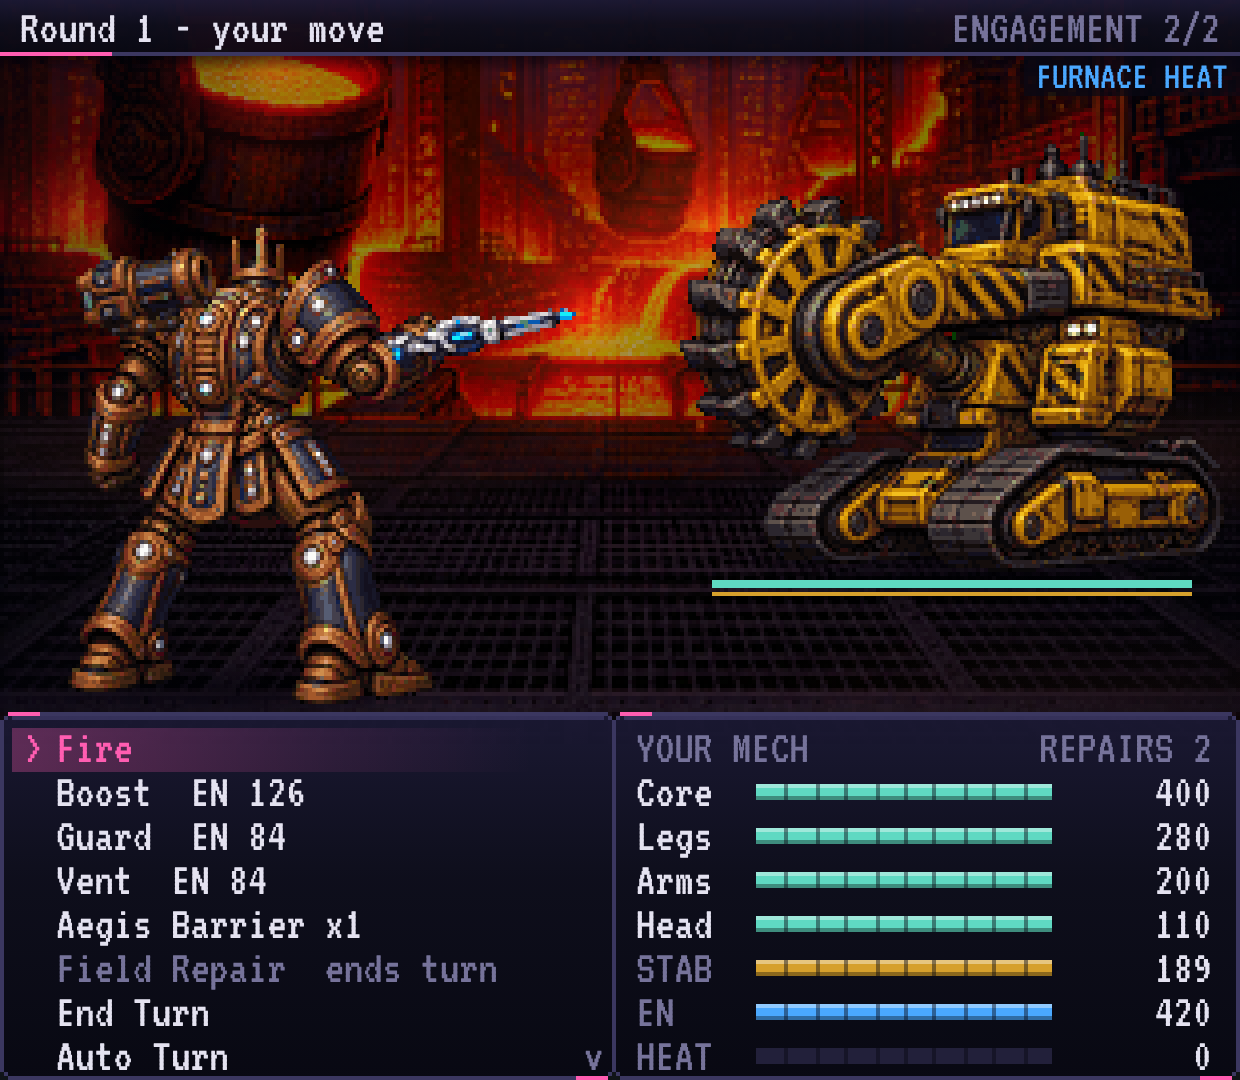 Round 1 - your move
ENGAGEMENT 2/2
FURNACE HEAT
> Fire
Boost EN 126
Guard EN 84
Vent EN 84
Aegis Barrier x1
Field Repair ends turn
End Turn
Auto Turn v
YOUR MECH REPAIRS 2
Core 400
Legs 280
Arms 200
Head 110
STAB 189
EN 420
HEAT 0